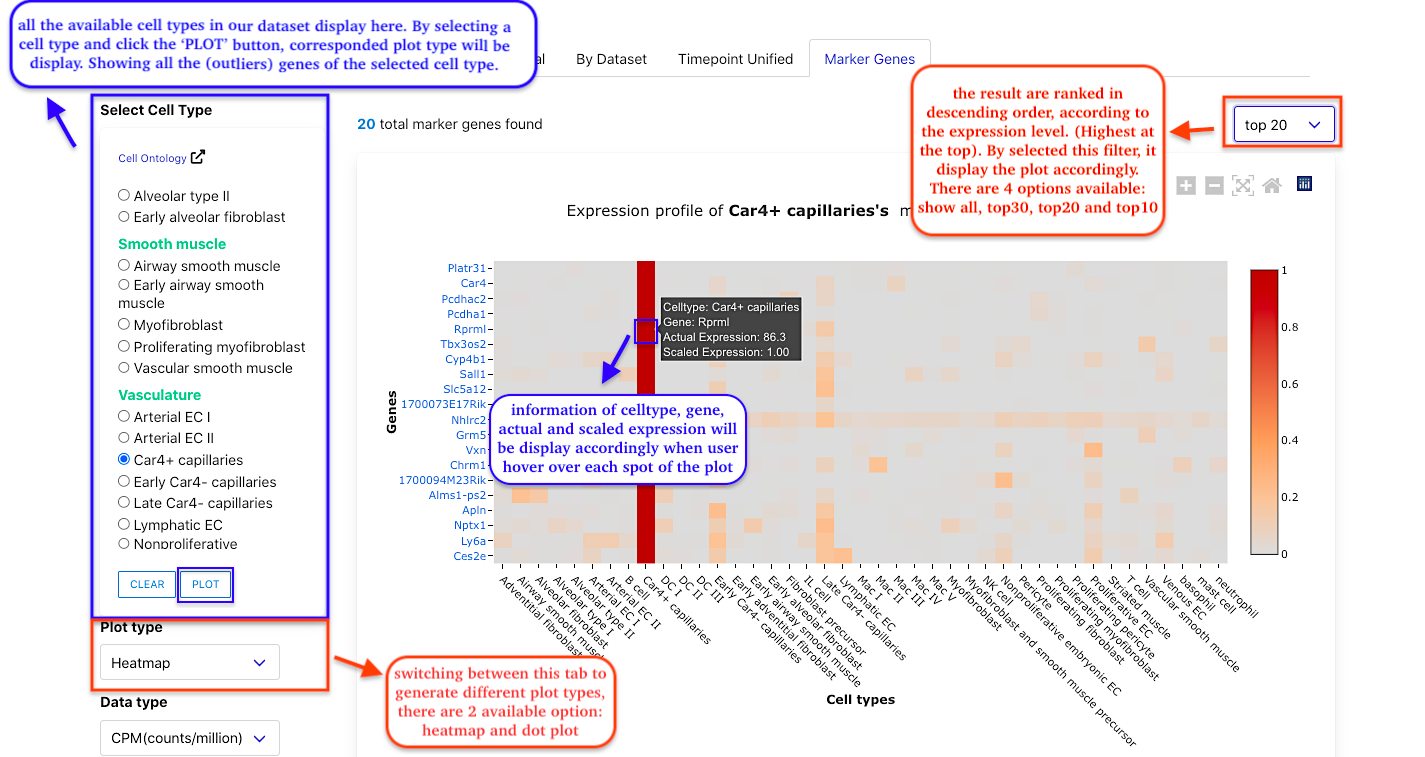 all the available cell types in our dataset display here. By selecting a
cell type and click the ‘PLOT’ button, corresponded plot type will be
display. Showing all the (outliers) genes of the selected cell type.
al By Dataset Timepoint Unified Marker Genes
Select Cell Type
Cell Ontology
Alveolar type II
Early alveolar fibroblast
Smooth muscle
Airway smooth muscle
Early airway smooth
muscle
Myofibroblast
Proliferating myofibroblast
Vascular smooth muscle
Vasculature
Arterial EC I
Arterial EC II
Car4+ capillaries
Early Car4- capillaries
Late Car4- capillaries
Lymphatic EC
Nonproliferative
CLEAR PLOT
Plot type
Heatmap
Data type
CPM(counts/million)
20 total marker genes found
top 20
the result are ranked in
descending order, according to
the expression level. (Highest at
the top). By selected this filter, it
display the plot accordingly.
There are 4 options available:
show all, top30, top20 and top10
Expression profile of Car4+ capillaries's m
Genes
Platr31
Car4
Pcdhac2
Pcdha1
Rprml
Tbx3os2
Cyp4b1
Sall1
Slc5a12
1700073E17Rik
Nhlrc2
Grm5
Vxn
Chrm1
1700094M23Rik
Alms1-ps2
Apln
Nptx1
Ly6a
Ces2e
Celltype: Car4+ capillaries
Gene: Rprml
Actual Expression: 86.3
Scaled Expression: 1.00
information of celltype, gene,
actual and scaled expression will
be display accordingly when user
hover over each spot of the plot
1
0.8
0.6
0.4
0.2
0
Adventitial fibroblast
Airway smooth muscle
Alveolar fibroblast
Alveolar type I
Alveolar type II
Arterial EC I
Arterial EC II
B cell
Car4+ capillaries
DC I
DC II
DC III
Early Car4- capillaries
Early adventitial fibroblast
Early airway smooth muscle
Early alveolar fibroblast
Fibroblast precursor
IL cell
Late Car4- capillaries
Lymphatic EC
Mac I
Mac II
Mac III
Mac IV
Mac V
Myofibroblast
Myofibroblast and smooth muscle precursor
NK cell
Nonproliferative embryonic EC
Pericyte
Proliferating fibroblast
Proliferating myofibroblast
Proliferating pericyte
Proliferative EC
Striated muscle
T cell
Vascular smooth muscle
Venous EC
basophil
mast cell
neutrophil
Cell types
switching between this tab to
generate different plot types,
there are 2 available option:
heatmap and dot plot